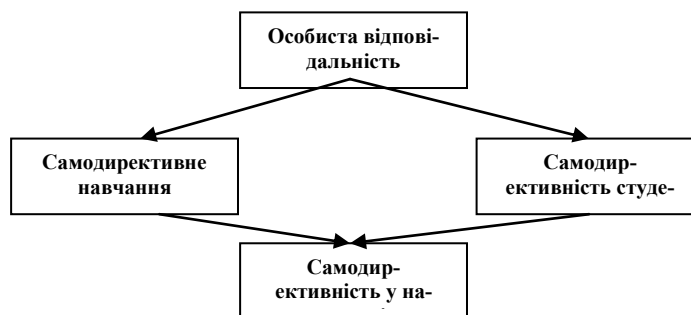 Особиста відпові-
дальність
Самодирективне
навчання
Самодир-
ективність студе-
Самодир-
ективність у на-